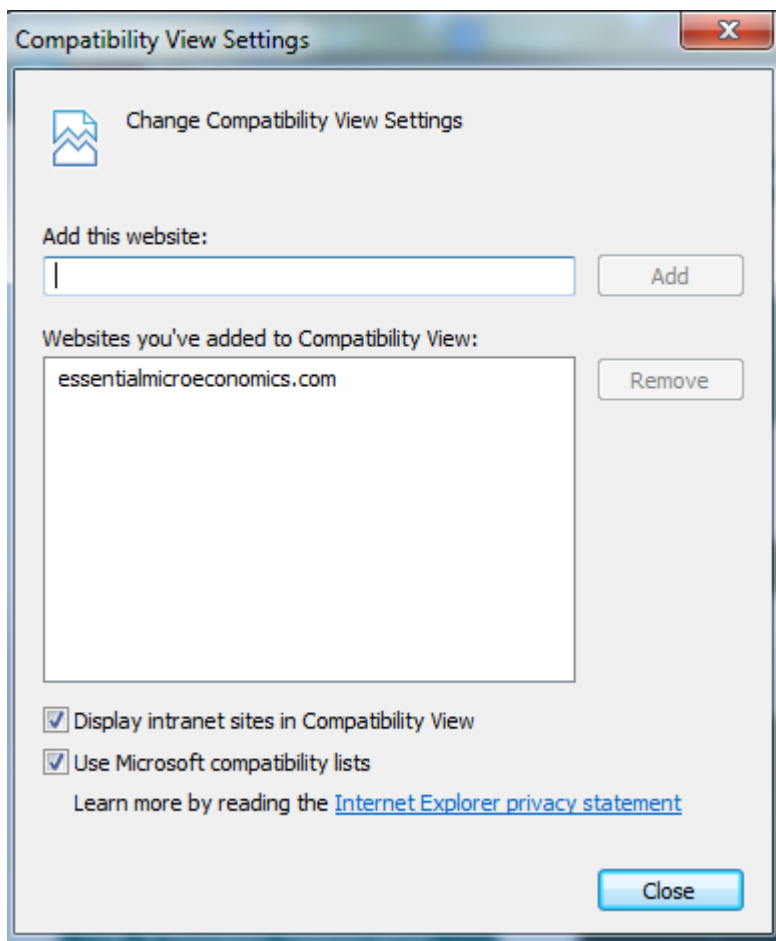 Compatibility View Settings
Change Compatibility View Settings
Add this website:
Add
Websites you've added to Compatibility View:
essentialmicroeconomics.com
Remove
Display intranet sites in Compatibility View
Use Microsoft compatibility lists
Learn more by reading the Internet Explorer privacy statement
Close